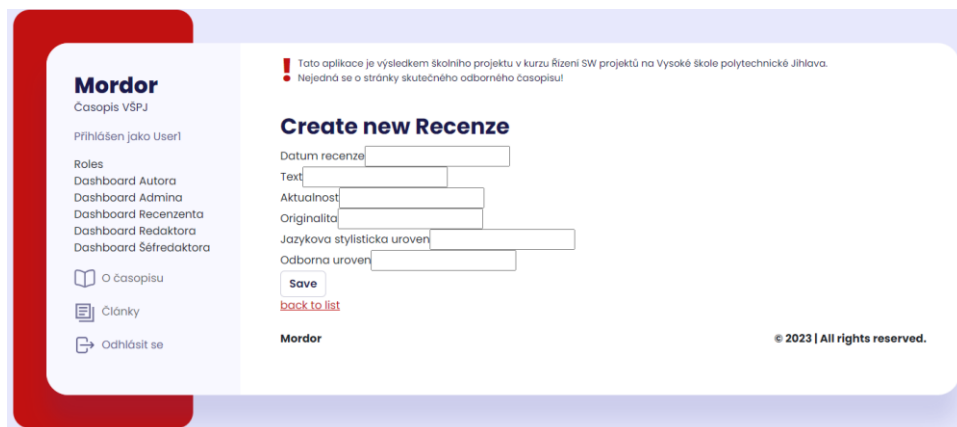 Mordor
Časopis VŠPJ
Přihlášen jako User1
Roles
Dashboard Autora
Dashboard Admina
Dashboard Recenzenta
Dashboard Redaktora
Dashboard Šéfredaktora
O časopisu
Články
Odhlásit se
Tato aplikace je výsledkem školního projektu v kurzu Řízení SW projektů na Vysoké škole polytechnické Jihlava.
Nejedná se o stránky skutečného odborného časopisu!
Create new Recenze
Datum recenze
Text
Aktualnost
Originalita
Jazykova stylisticka uroven
Odborna uroven
Save
back to list
Mordor
© 2023 | All rights reserved.